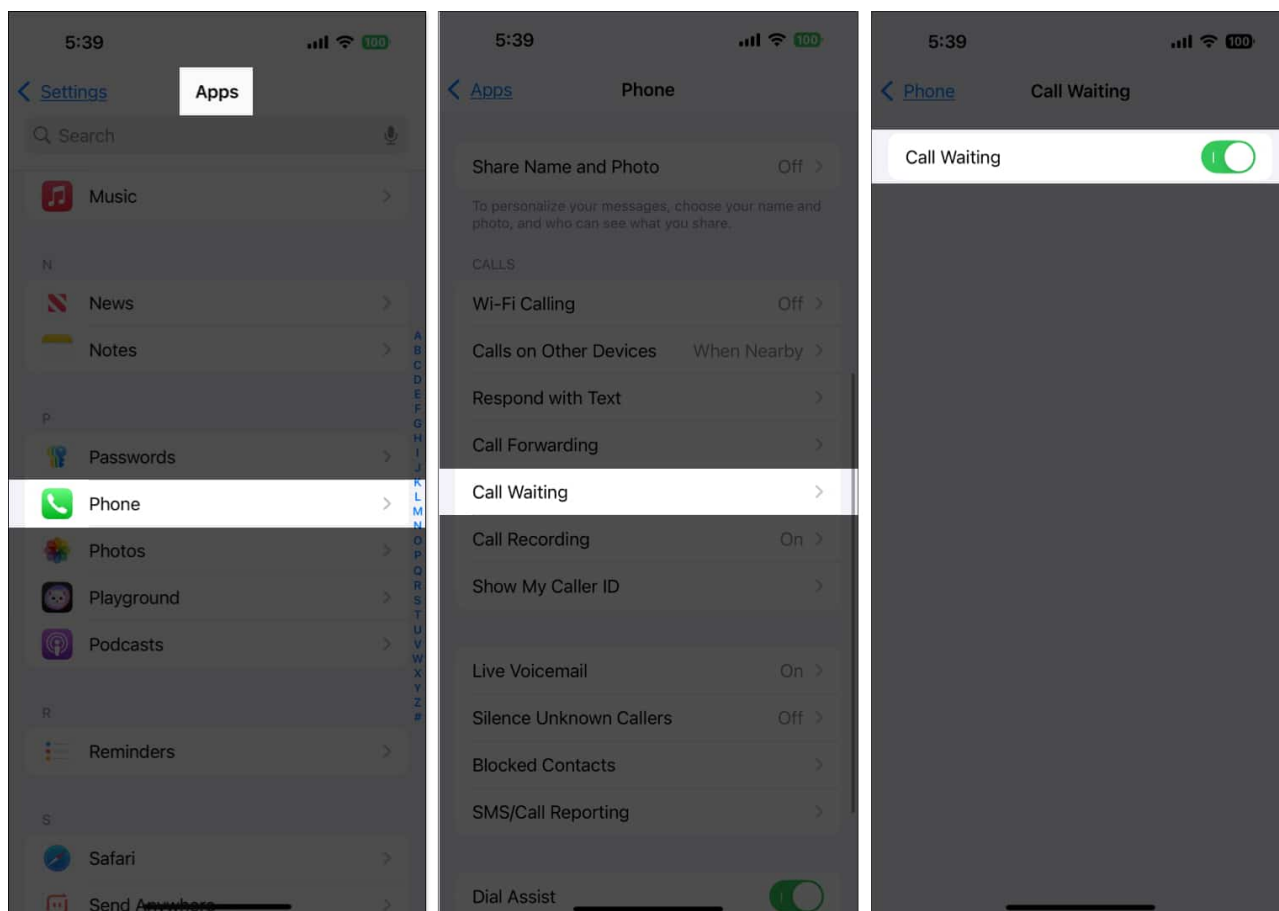 5:39
100
Settings
Apps
Search
Music
N
News
Notes
P
Passwords
Phone
Photos
Playground
Podcasts
R
Reminders
S
Safari
Send Anywhere
A
B
C
D
E
F
G
H
I
J
K
L
M
N
O
P
Q
R
S
T
U
V
W
X
Y
Z
#
5:39
100
Apps
Phone
Share Name and Photo Off
To personalize your messages, choose your name and
photo, and who can see what you share.
CALLS
Wi-Fi Calling Off
Calls on Other Devices When Nearby
Respond with Text
Call Forwarding
Call Waiting
Call Recording On
Show My Caller ID
Live Voicemail On
Silence Unknown Callers Off
Blocked Contacts
SMS/Call Reporting
Dial Assist
5:39
100
Phone
Call Waiting
Call Waiting